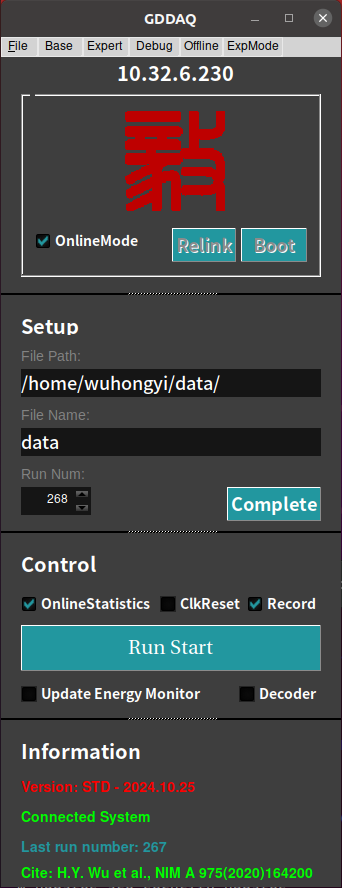 GDDAQ
File Base Expert Debug Offline ExpMode
10.32.6.230
OnlineMode Relink Boot
Setup
File Path:
/home/wuhongyi/data/
File Name:
data
Run Num:
268 Complete
Control
OnlineStatistics ClkReset Record
Run Start
Update Energy Monitor Decoder
Information
Version: STD - 2024.10.25
Connected System
Last run number: 267
Cite: H.Y. Wu et al., NIM A 975(2020)164200